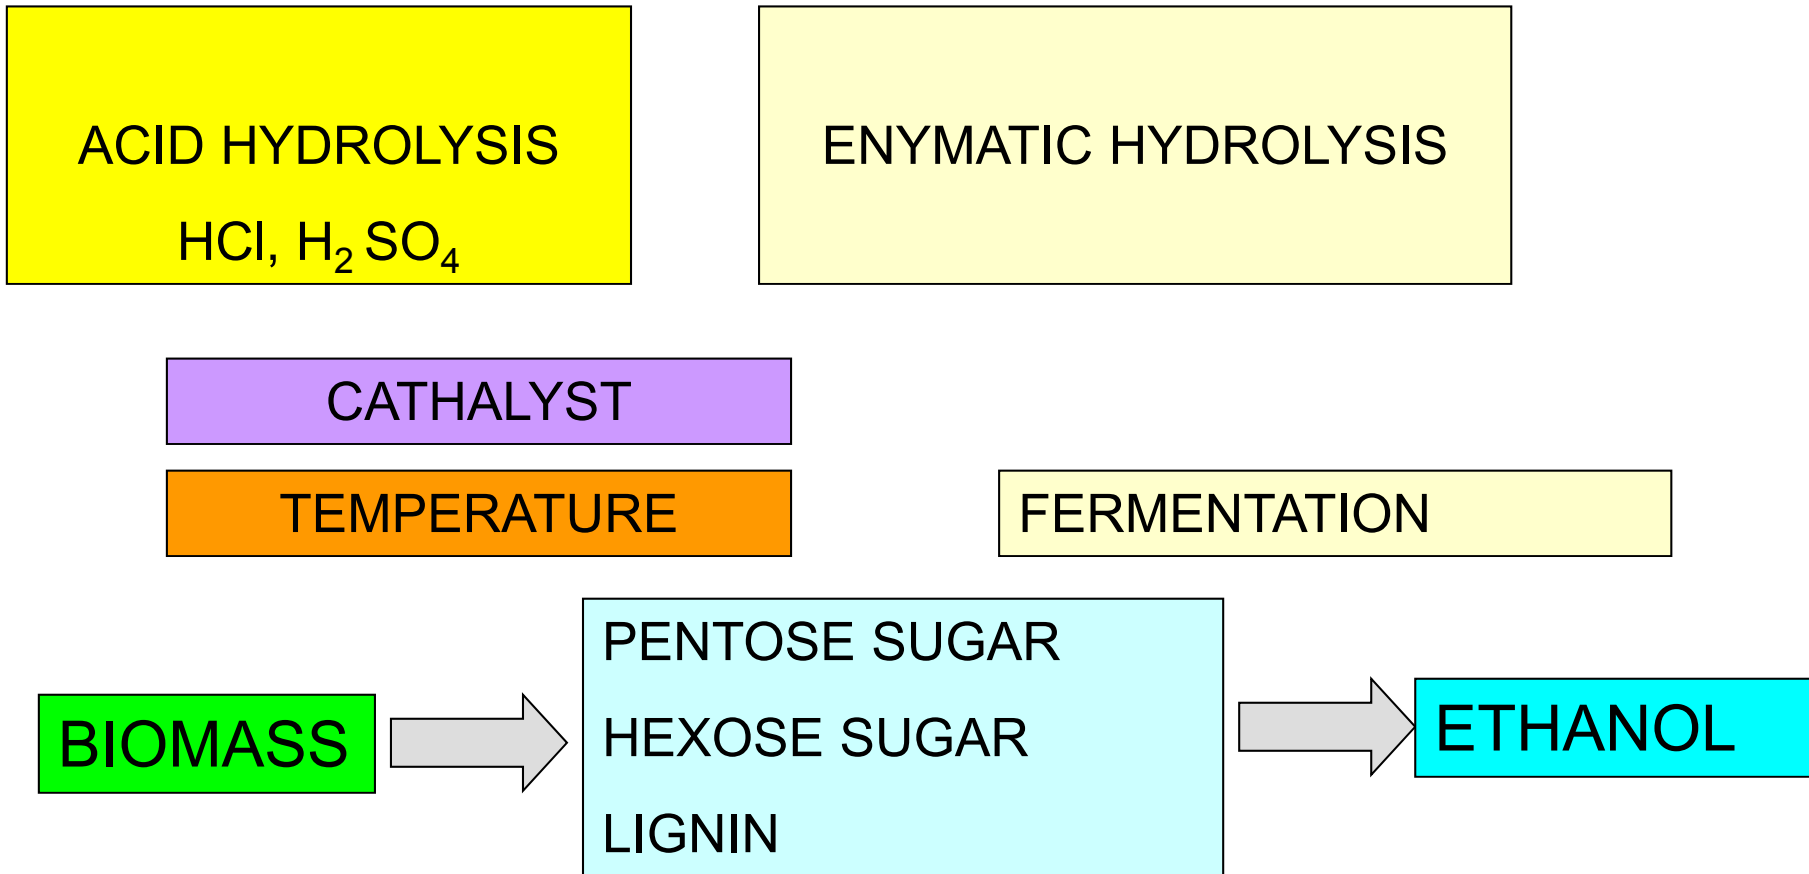 ACID HYDROLYSIS
HCl, H₂ SO₄
ENYMATIC HYDROLYSIS
CATHALYST
TEMPERATURE
FERMENTATION
PENTOSE SUGAR
HEXOSE SUGAR
LIGNIN
BIOMASS
ETHANOL